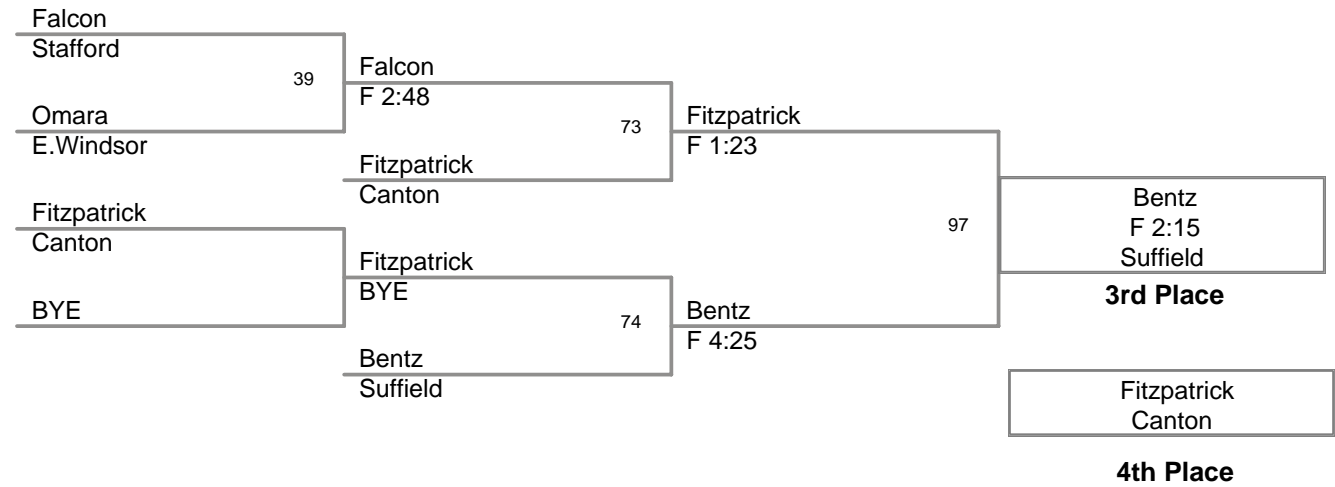 Falcon
Stafford
39
Falcon
F 2:48
Omara
E.Windsor
73
Fitzpatrick
F 1:23
Fitzpatrick
Canton
Fitzpatrick
Canton
97
Bentz
F 2:15
Suffield
3rd Place
Fitzpatrick
BYE
BYE
74
Bentz
F 4:25
Bentz
Suffield
Fitzpatrick
Canton
4th Place